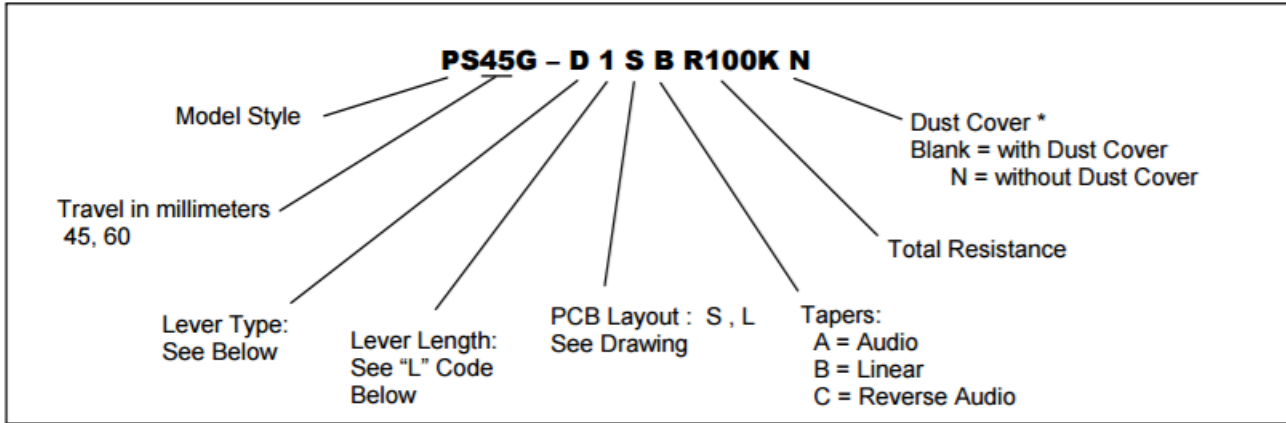 PS45G – D 1 S B R100K N
Model Style
Travel in millimeters
45, 60
Lever Type:
See Below
Lever Length:
See “L” Code
Below
PCB Layout : S , L
See Drawing
Tapers:
A = Audio
B = Linear
C = Reverse Audio
Total Resistance
Dust Cover *
Blank = with Dust Cover
N = without Dust Cover